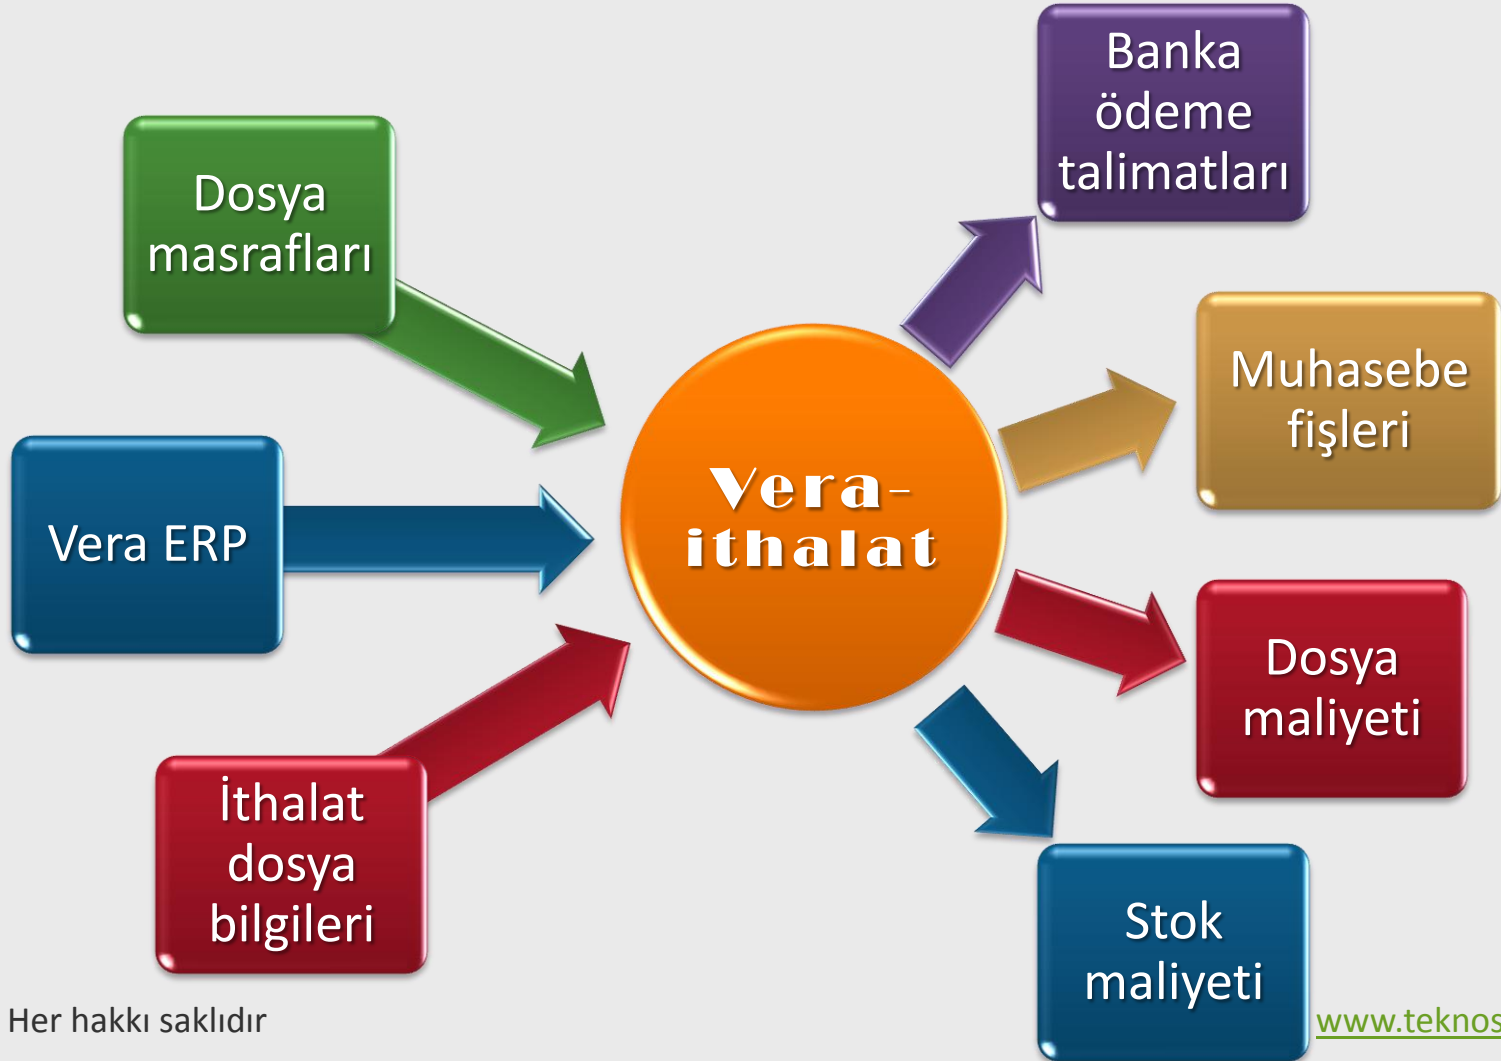 Dosya
masrafları
Vera ERP
İthalat
dosya
bilgileri
Vera-
ithalat
Banka
ödeme
talimatları
Muhasebe
fişleri
Dosya
maliyeti
Stok
maliyeti
Her hakkı saklıdır
www.teknos